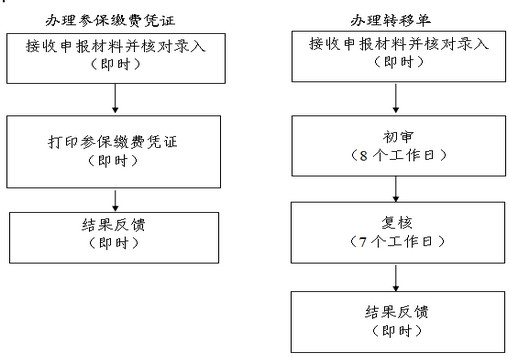 办理参保缴费凭证
接收申报材料并核对录入
（即时）
打印参保缴费凭证
（即时）
结果反馈
（即时）
办理转移单
接收申报材料并核对录入
（即时）
初审
（8个工作日）
复核
（7个工作日）
结果反馈
（即时）